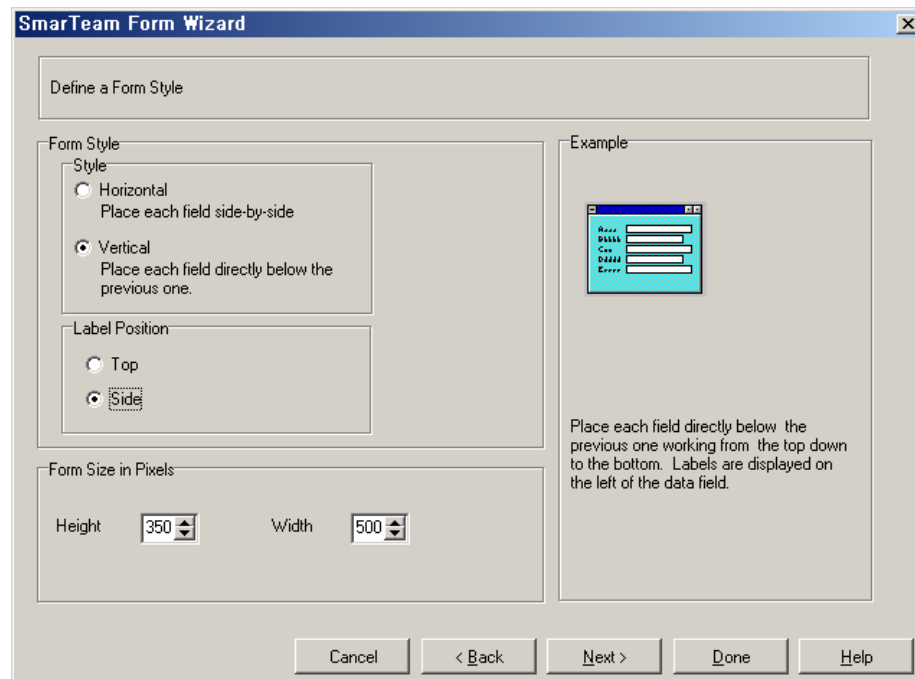 SmarTeam Form Wizard
Define a Form Style
Form Style
Style
Horizontal
Place each field side-by-side
Vertical
Place each field directly below the
previous one.
Label Position
Top
Side
Form Size in Pixels
Height 350 Width 500
Example
Place each field directly below the
previous one working from the top down
to the bottom. Labels are displayed on
the left of the data field.
Cancel < Back Next > Done Help